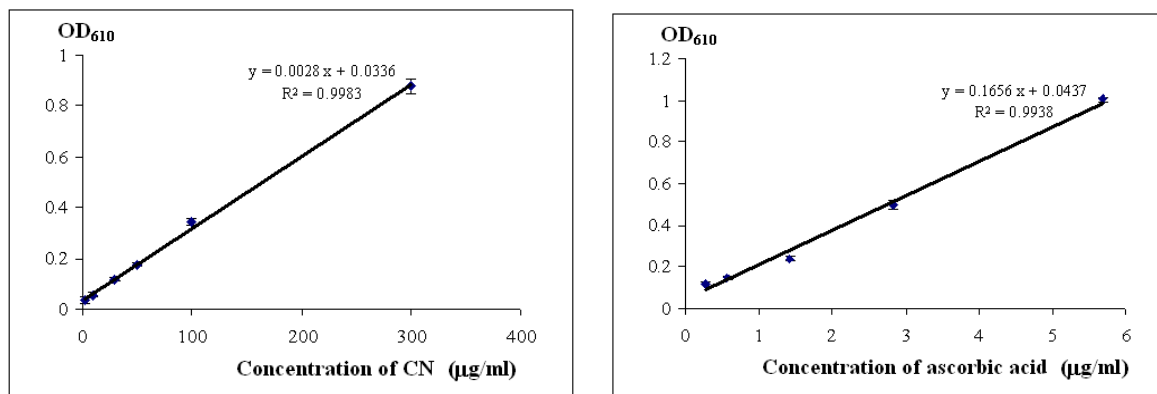 OD₆₁₀
1
y = 0.0028 x + 0.0336
R² = 0.9983
0.8
0.6
0.4
0.2
0
0 100 200 300 400
Concentration of CN (µg/ml)
OD₆₁₀
1.2
y = 0.1656 x + 0.0437
1
R² = 0.9938
0.8
0.6
0.4
0.2
0
0 1 2 3 4 5 6
Concentration of ascorbic acid (µg/ml)